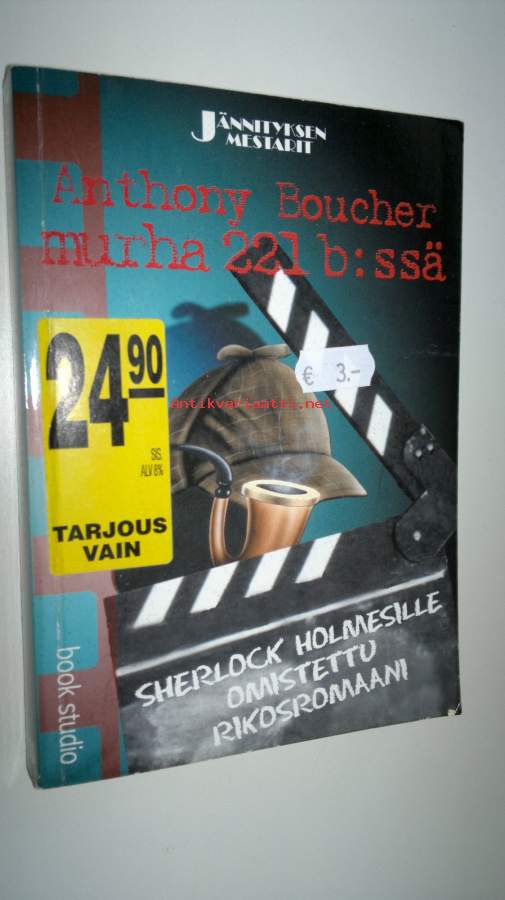 JÄNNITYKSEN
MESTARIT
Anthony Boucher
murha 221 b:ssä
24 90
SIS.
ALV 8%
TARJOUS
VAIN
€ 3.-
Antikvariaatti.net
SHERLOCK HOLMESILLE
OMISTETTU
RIKOSROMAANI
book studio